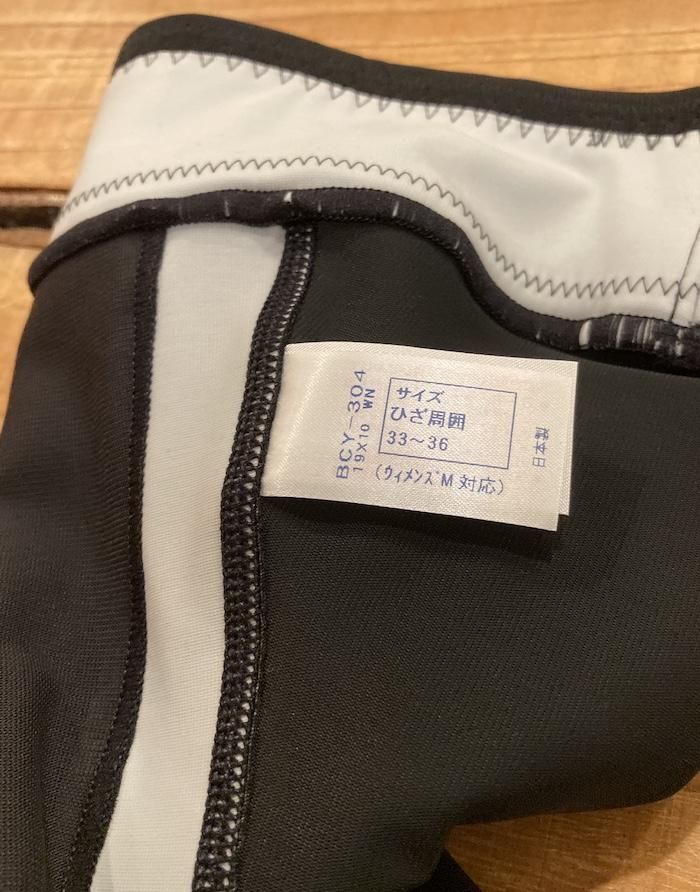 BCY-304
19X10 WN
サイズ
ひざ周囲
33～36
(ウィメンズM対応)
日本製